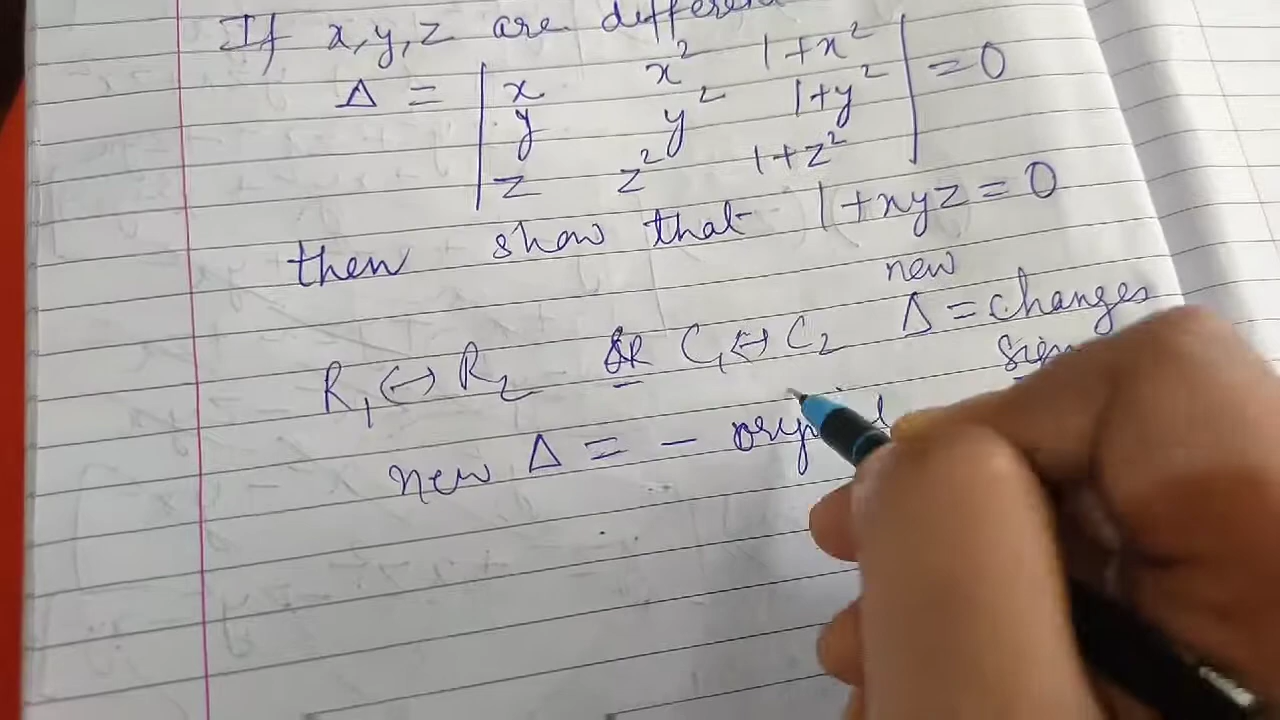 If x, y, z are
Δ = | x x² 1+x² | = 0
| y y² 1+y² |
| z z² 1+z² |
then show that 1+xyz = 0
new
R₁ ↔ R₂ OR C₁ ↔ C₂ Δ = changes
new Δ = -